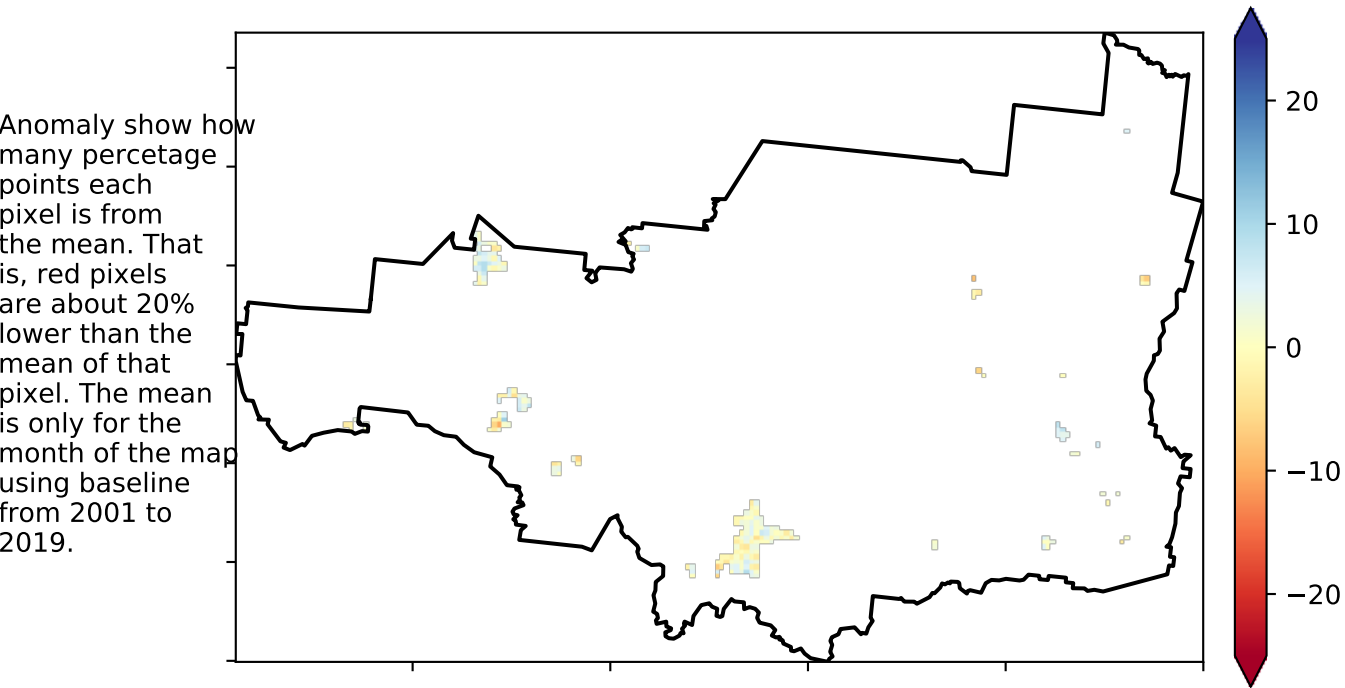 Anomaly show how
many percetage
points each
pixel is from
the mean. That
is, red pixels
are about 20%
lower than the
mean of that
pixel. The mean
is only for the
month of the map
using baseline
from 2001 to
2019.
20
10
0
−10
−20